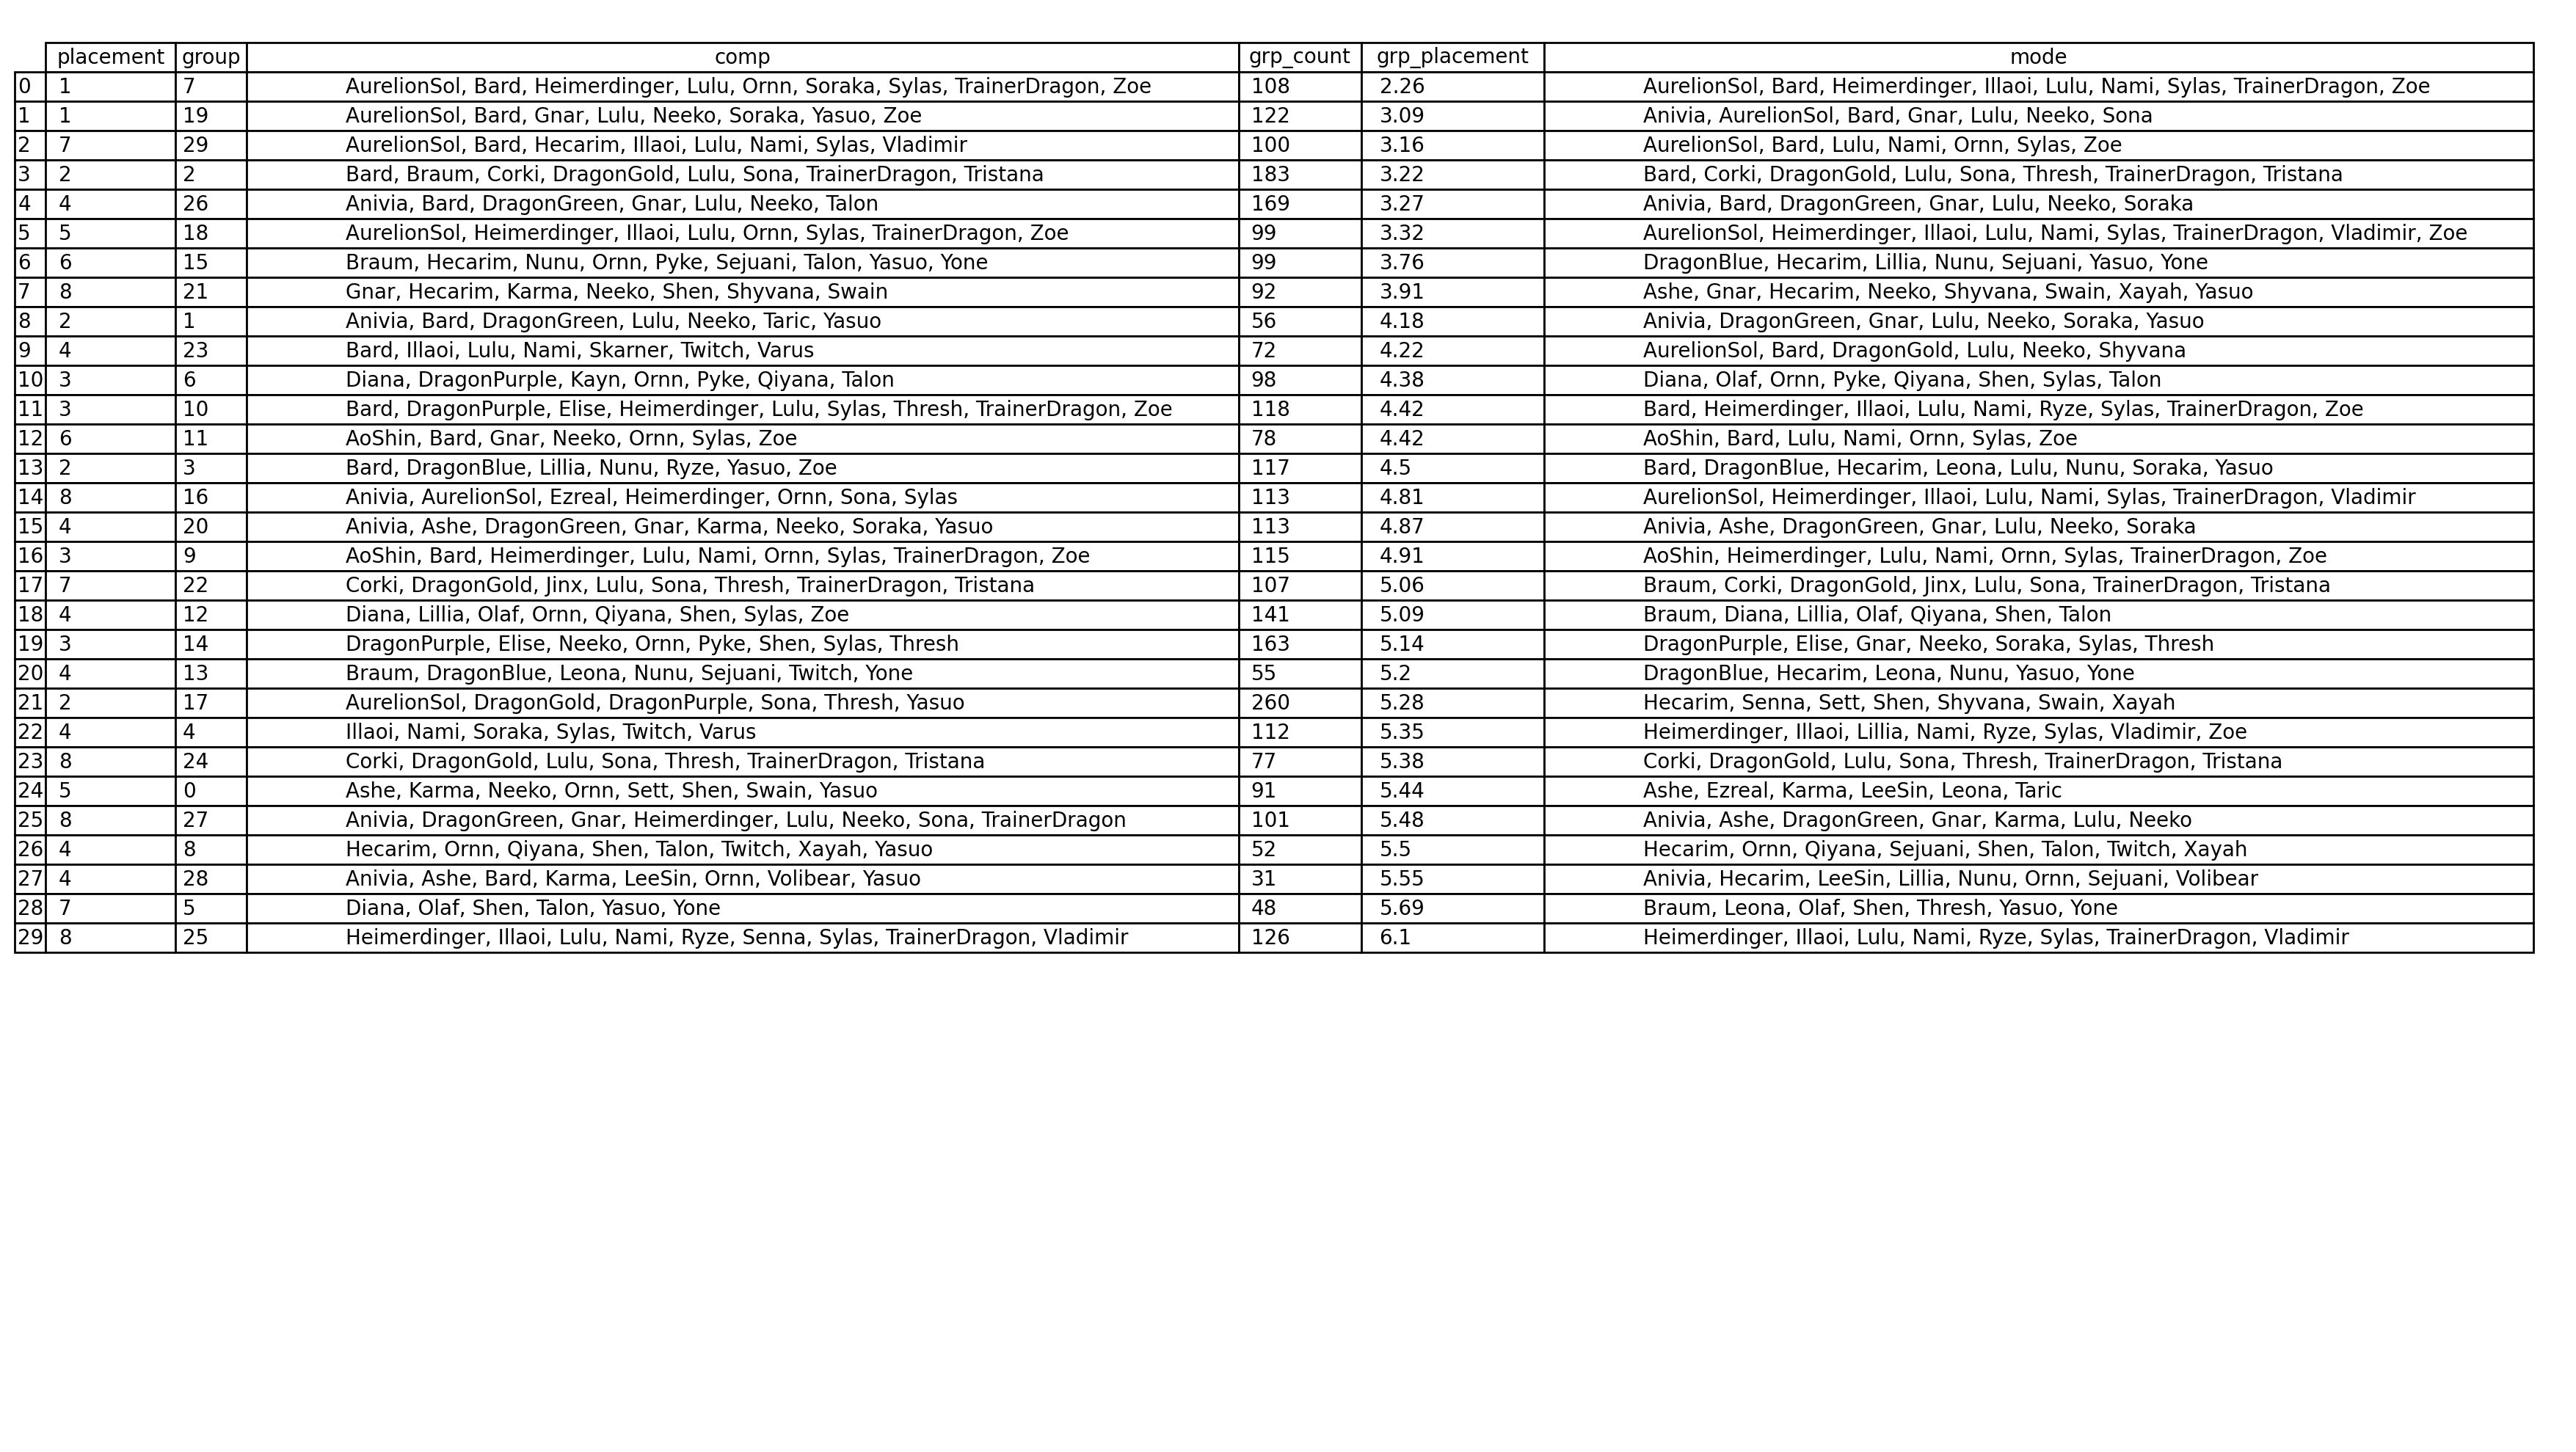 placement group comp grp_count grp_placement mode
0 1 7 AurelionSol, Bard, Heimerdinger, Lulu, Ornn, Soraka, Sylas, TrainerDragon, Zoe 108 2.26 AurelionSol, Bard, Heimerdinger, Illaoi, Lulu, Nami, Sylas, TrainerDragon, Zoe
1 1 19 AurelionSol, Bard, Gnar, Lulu, Neeko, Soraka, Yasuo, Zoe 122 3.09 Anivia, AurelionSol, Bard, Gnar, Lulu, Neeko, Sona
2 7 29 AurelionSol, Bard, Hecarim, Illaoi, Lulu, Nami, Sylas, Vladimir 100 3.16 AurelionSol, Bard, Lulu, Nami, Ornn, Sylas, Zoe
3 2 2 Bard, Braum, Corki, DragonGold, Lulu, Sona, TrainerDragon, Tristana 183 3.22 Bard, Corki, DragonGold, Lulu, Sona, Thresh, TrainerDragon, Tristana
4 4 26 Anivia, Bard, DragonGreen, Gnar, Lulu, Neeko, Talon 169 3.27 Anivia, Bard, DragonGreen, Gnar, Lulu, Neeko, Soraka
5 5 18 AurelionSol, Heimerdinger, Illaoi, Lulu, Ornn, Sylas, TrainerDragon, Zoe 99 3.32 AurelionSol, Heimerdinger, Illaoi, Lulu, Nami, Sylas, TrainerDragon, Vladimir, Zoe
6 6 15 Braum, Hecarim, Nunu, Ornn, Pyke, Sejuani, Talon, Yasuo, Yone 99 3.76 DragonBlue, Hecarim, Lillia, Nunu, Sejuani, Yasuo, Yone
7 8 21 Gnar, Hecarim, Karma, Neeko, Shen, Shyvana, Swain 92 3.91 Ashe, Gnar, Hecarim, Neeko, Shyvana, Swain, Xayah, Yasuo
8 2 1 Anivia, Bard, DragonGreen, Lulu, Neeko, Taric, Yasuo 56 4.18 Anivia, DragonGreen, Gnar, Lulu, Neeko, Soraka, Yasuo
9 4 23 Bard, Illaoi, Lulu, Nami, Skarner, Twitch, Varus 72 4.22 AurelionSol, Bard, DragonGold, Lulu, Neeko, Shyvana
10 3 6 Diana, DragonPurple, Kayn, Ornn, Pyke, Qiyana, Talon 98 4.38 Diana, Olaf, Ornn, Pyke, Qiyana, Shen, Sylas, Talon
11 3 10 Bard, DragonPurple, Elise, Heimerdinger, Lulu, Sylas, Thresh, TrainerDragon, Zoe 118 4.42 Bard, Heimerdinger, Illaoi, Lulu, Nami, Ryze, Sylas, TrainerDragon, Zoe
12 6 11 AoShin, Bard, Gnar, Neeko, Ornn, Sylas, Zoe 78 4.42 AoShin, Bard, Lulu, Nami, Ornn, Sylas, Zoe
13 2 3 Bard, DragonBlue, Lillia, Nunu, Ryze, Yasuo, Zoe 117 4.5 Bard, DragonBlue, Hecarim, Leona, Lulu, Nunu, Soraka, Yasuo
14 8 16 Anivia, AurelionSol, Ezreal, Heimerdinger, Ornn, Sona, Sylas 113 4.81 AurelionSol, Heimerdinger, Illaoi, Lulu, Nami, Sylas, TrainerDragon, Vladimir
15 4 20 Anivia, Ashe, DragonGreen, Gnar, Karma, Neeko, Soraka, Yasuo 113 4.87 Anivia, Ashe, DragonGreen, Gnar, Lulu, Neeko, Soraka
16 3 9 AoShin, Bard, Heimerdinger, Lulu, Nami, Ornn, Sylas, TrainerDragon, Zoe 115 4.91 AoShin, Heimerdinger, Lulu, Nami, Ornn, Sylas, TrainerDragon, Zoe
17 7 22 Corki, DragonGold, Jinx, Lulu, Sona, Thresh, TrainerDragon, Tristana 107 5.06 Braum, Corki, DragonGold, Jinx, Lulu, Sona, TrainerDragon, Tristana
18 4 12 Diana, Lillia, Olaf, Ornn, Qiyana, Shen, Sylas, Zoe 141 5.09 Braum, Diana, Lillia, Olaf, Qiyana, Shen, Talon
19 3 14 DragonPurple, Elise, Neeko, Ornn, Pyke, Shen, Sylas, Thresh 163 5.14 DragonPurple, Elise, Gnar, Neeko, Soraka, Sylas, Thresh
20 4 13 Braum, DragonBlue, Leona, Nunu, Sejuani, Twitch, Yone 55 5.2 DragonBlue, Hecarim, Leona, Nunu, Yasuo, Yone
21 2 17 AurelionSol, DragonGold, DragonPurple, Sona, Thresh, Yasuo 260 5.28 Hecarim, Senna, Sett, Shen, Shyvana, Swain, Xayah
22 4 4 Illaoi, Nami, Soraka, Sylas, Twitch, Varus 112 5.35 Heimerdinger, Illaoi, Lillia, Nami, Ryze, Sylas, Vladimir, Zoe
23 8 24 Corki, DragonGold, Lulu, Sona, Thresh, TrainerDragon, Tristana 77 5.38 Corki, DragonGold, Lulu, Sona, Thresh, TrainerDragon, Tristana
24 5 0 Ashe, Karma, Neeko, Ornn, Sett, Shen, Swain, Yasuo 91 5.44 Ashe, Ezreal, Karma, LeeSin, Leona, Taric
25 8 27 Anivia, DragonGreen, Gnar, Heimerdinger, Lulu, Neeko, Sona, TrainerDragon 101 5.48 Anivia, Ashe, DragonGreen, Gnar, Karma, Lulu, Neeko
26 4 8 Hecarim, Ornn, Qiyana, Shen, Talon, Twitch, Xayah, Yasuo 52 5.5 Hecarim, Ornn, Qiyana, Sejuani, Shen, Talon, Twitch, Xayah
27 4 28 Anivia, Ashe, Bard, Karma, LeeSin, Ornn, Volibear, Yasuo 31 5.55 Anivia, Hecarim, LeeSin, Lillia, Nunu, Ornn, Sejuani, Volibear
28 7 5 Diana, Olaf, Shen, Talon, Yasuo, Yone 48 5.69 Braum, Leona, Olaf, Shen, Thresh, Yasuo, Yone
29 8 25 Heimerdinger, Illaoi, Lulu, Nami, Ryze, Senna, Sylas, TrainerDragon, Vladimir 126 6.1 Heimerdinger, Illaoi, Lulu, Nami, Ryze, Sylas, TrainerDragon, Vladimir